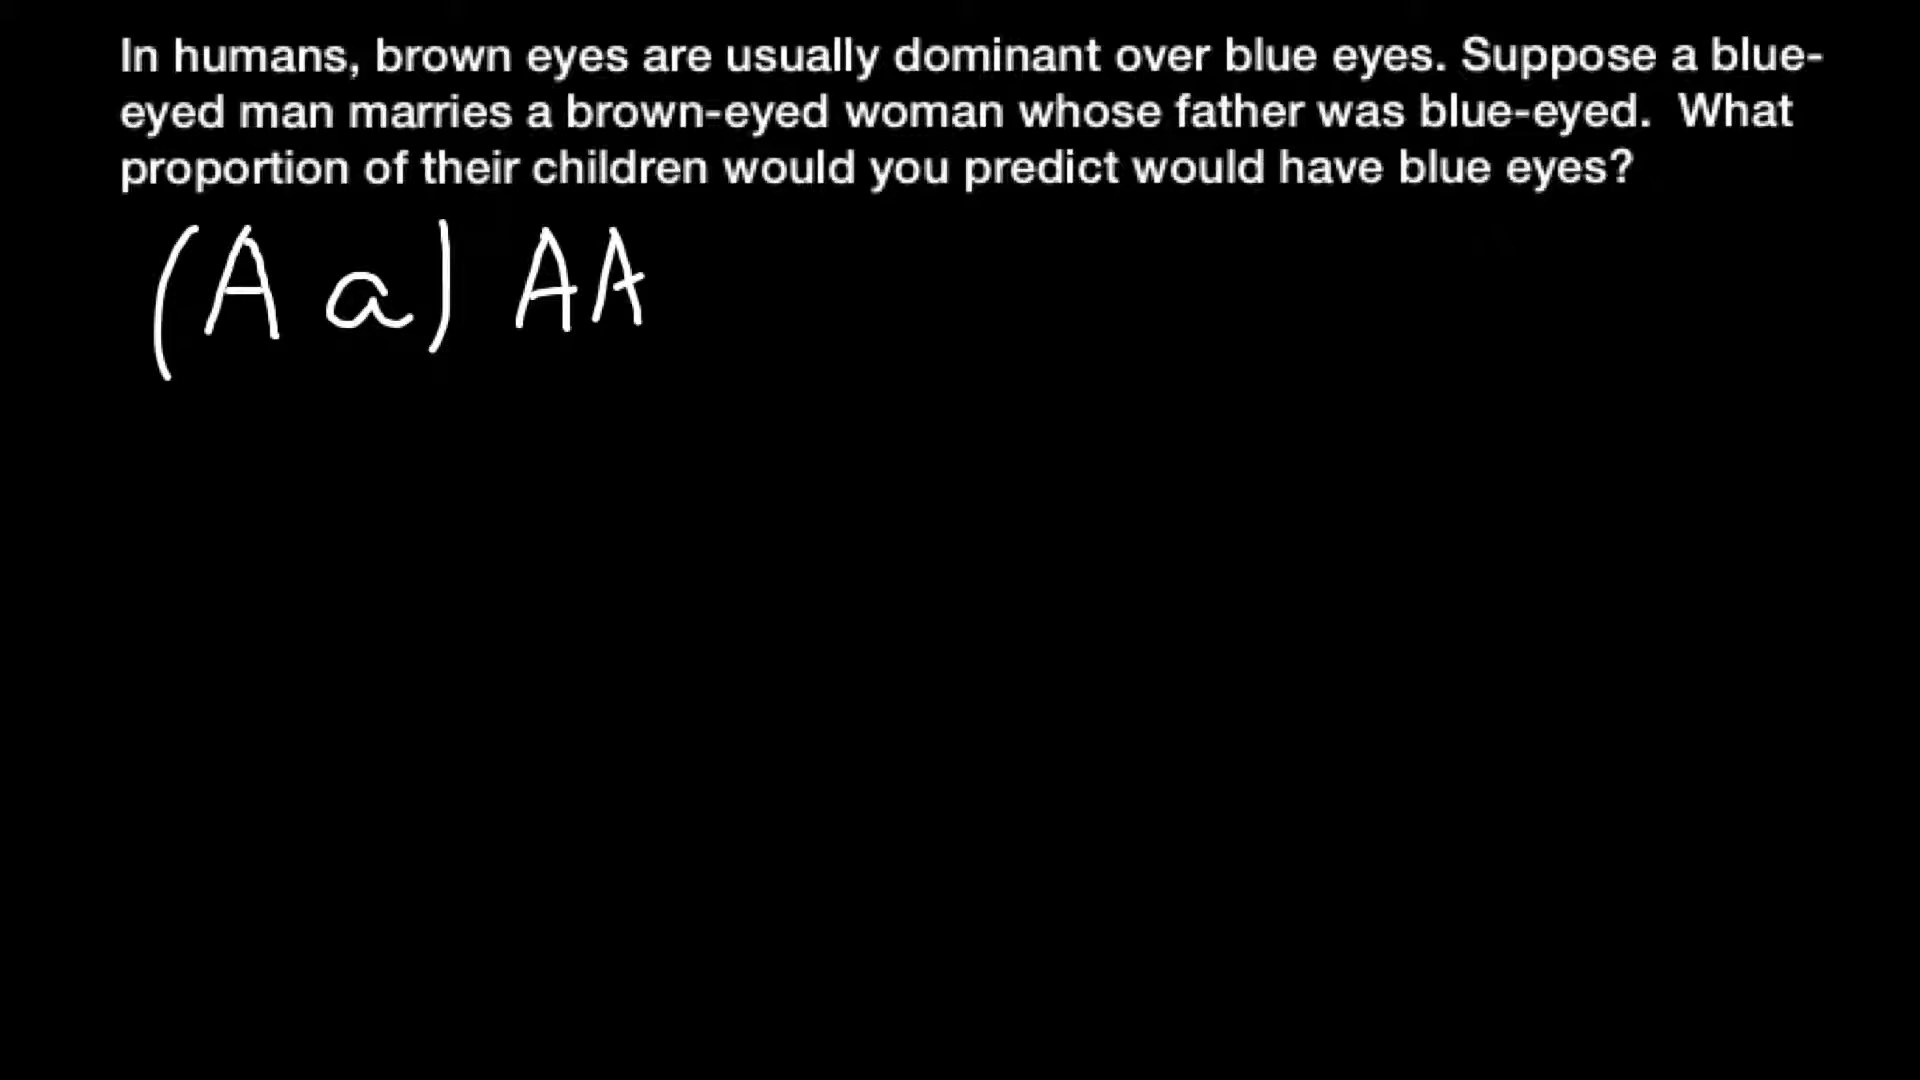 In humans, brown eyes are usually dominant over blue eyes. Suppose a blue-
eyed man marries a brown-eyed woman whose father was blue-eyed.  What
proportion of their children would you predict would have blue eyes?
(A a) AA